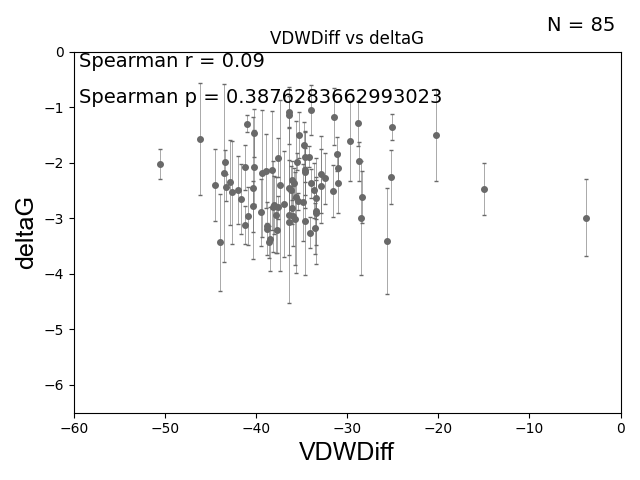 N = 85
VDWDiff vs deltaG
Spearman r = 0.09
Spearman p = 0.3876283662993023
0
−1
−2
−3
−4
−5
−6
deltaG
−60 −50 −40 −30 −20 −10 0
VDWDiff